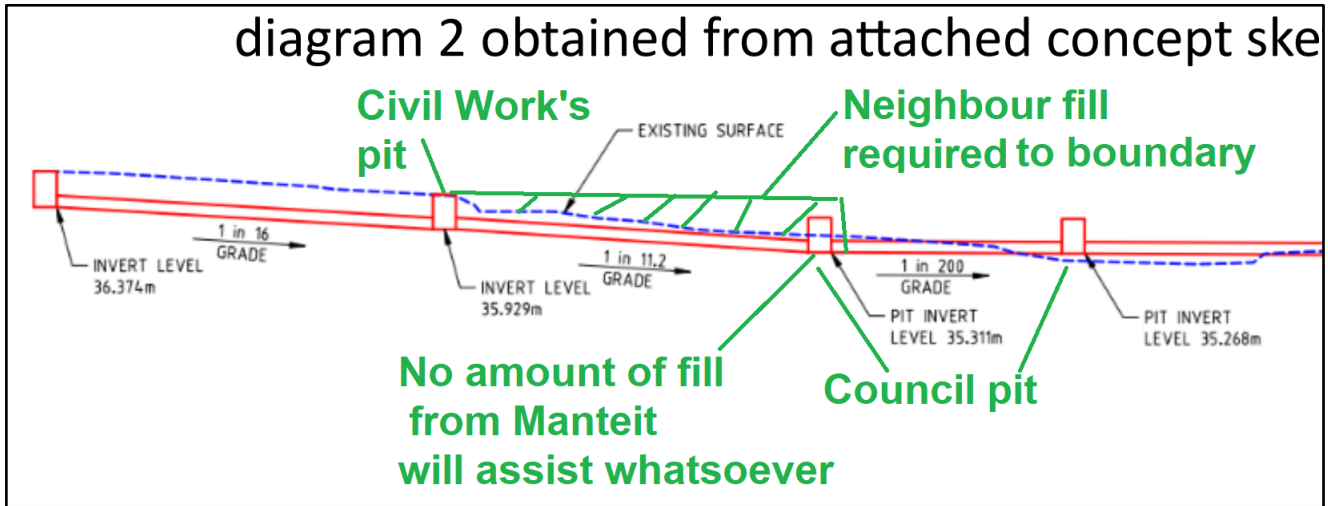 diagram 2 obtained from attached concept ske
Civil Work's
pit
EXISTING SURFACE
Neighbour fill
required to boundary
1 in 16
GRADE
INVERT LEVEL
36.374m
1 in 11.2
GRADE
INVERT LEVEL
35.929m
1 in 200
GRADE
PIT INVERT
LEVEL 35.311m
PIT INVERT
LEVEL 35.268m
No amount of fill
from Manteit
will assist whatsoever
Council pit